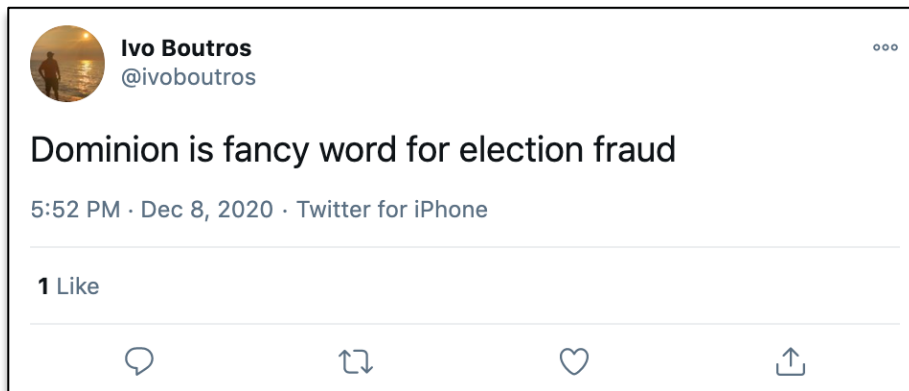 Ivo Boutros
@ivoboutros
Dominion is fancy word for election fraud
5:52 PM · Dec 8, 2020 · Twitter for iPhone
1 Like